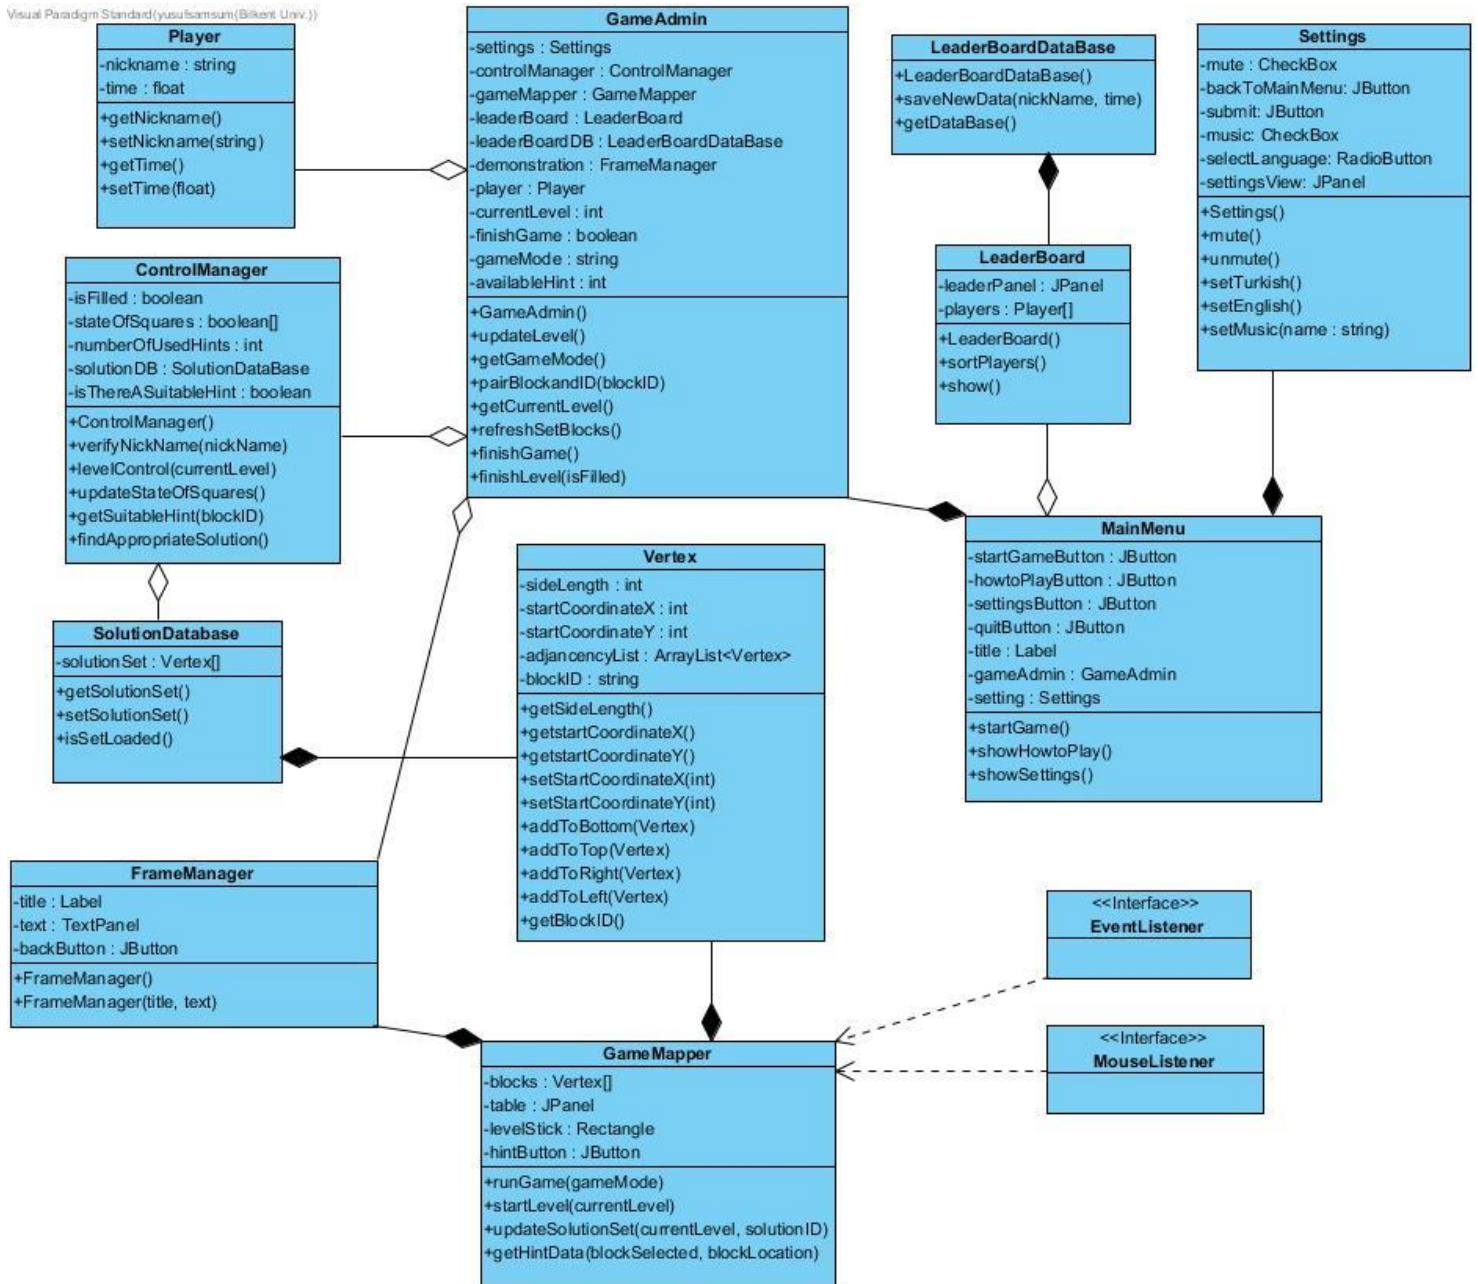 Visual Paradigm Standard(yusufsamsum(Bilkent Univ.))
Player
-nickname : string
-time : float
+getNickname()
+setNickname(string)
+getTime()
+setTime(float)
GameAdmin
-settings : Settings
-controlManager : ControlManager
-gameMapper : GameMapper
-leaderBoard : LeaderBoard
-leaderBoardDB : LeaderBoardDataBase
-demonstration : FrameManager
-player : Player
-currentLevel : int
-finishGame : boolean
-gameMode : string
-availableHint : int
+GameAdmin()
+updateLevel()
+getGameMode()
+pairBlockandID(blockID)
+getCurrentLevel()
+refreshSetBlocks()
+finishGame()
+finishLevel(isFilled)
LeaderBoardDataBase
+LeaderBoardDataBase()
+saveNewData(nickName, time)
+getDataBase()
Settings
-mute : CheckBox
-backToMainMenu: JButton
-submit: JButton
-music: CheckBox
-selectLanguage: RadioButton
-settingsView: JPanel
+Settings()
+mute()
+unmute()
+setTurkish()
+setEnglish()
+setMusic(name : string)
ControlManager
-isFilled : boolean
-stateOfSquares : boolean[]
-numberOfUsedHints : int
-solutionDB : SolutionDataBase
-isThereASuitableHint : boolean
+ControlManager()
+verifyNickName(nickName)
+levelControl(currentLevel)
+updateStateOfSquares()
+getSuitableHint(blockID)
+findAppropriateSolution()
LeaderBoard
-leaderPanel : JPanel
-players : Player[]
+LeaderBoard()
+sortPlayers()
+show()
MainMenu
-startGameButton : JButton
-howtoPlayButton : JButton
-settingsButton : JButton
-quitButton : JButton
-title : Label
-gameAdmin : GameAdmin
-setting : Settings
+startGame()
+showHowtoPlay()
+showSettings()
Vertex
-sideLength : int
-startCoordinateX : int
-startCoordinateY : int
-adjancencyList : ArrayList<Vertex>
-blockID : string
+getSideLength()
+getstartCoordinateX()
+getstartCoordinateY()
+setStartCoordinateX(int)
+setStartCoordinateY(int)
+addToBottom(Vertex)
+addToTop(Vertex)
+addToRight(Vertex)
+addToLeft(Vertex)
+getBlockID()
SolutionDatabase
-solutionSet : Vertex[]
+getSolutionSet()
+setSolutionSet()
+isSetLoaded()
FrameManager
-title : Label
-text : TextPanel
-backButton : JButton
+FrameManager()
+FrameManager(title, text)
<<Interface>>
EventListener
<<Interface>>
MouseListener
GameMapper
-blocks : Vertex[]
-table : JPanel
-levelStick : Rectangle
-hintButton : JButton
+runGame(gameMode)
+startLevel(currentLevel)
+updateSolutionSet(currentLevel, solutionID)
+getHintData(blockSelected, blockLocation)